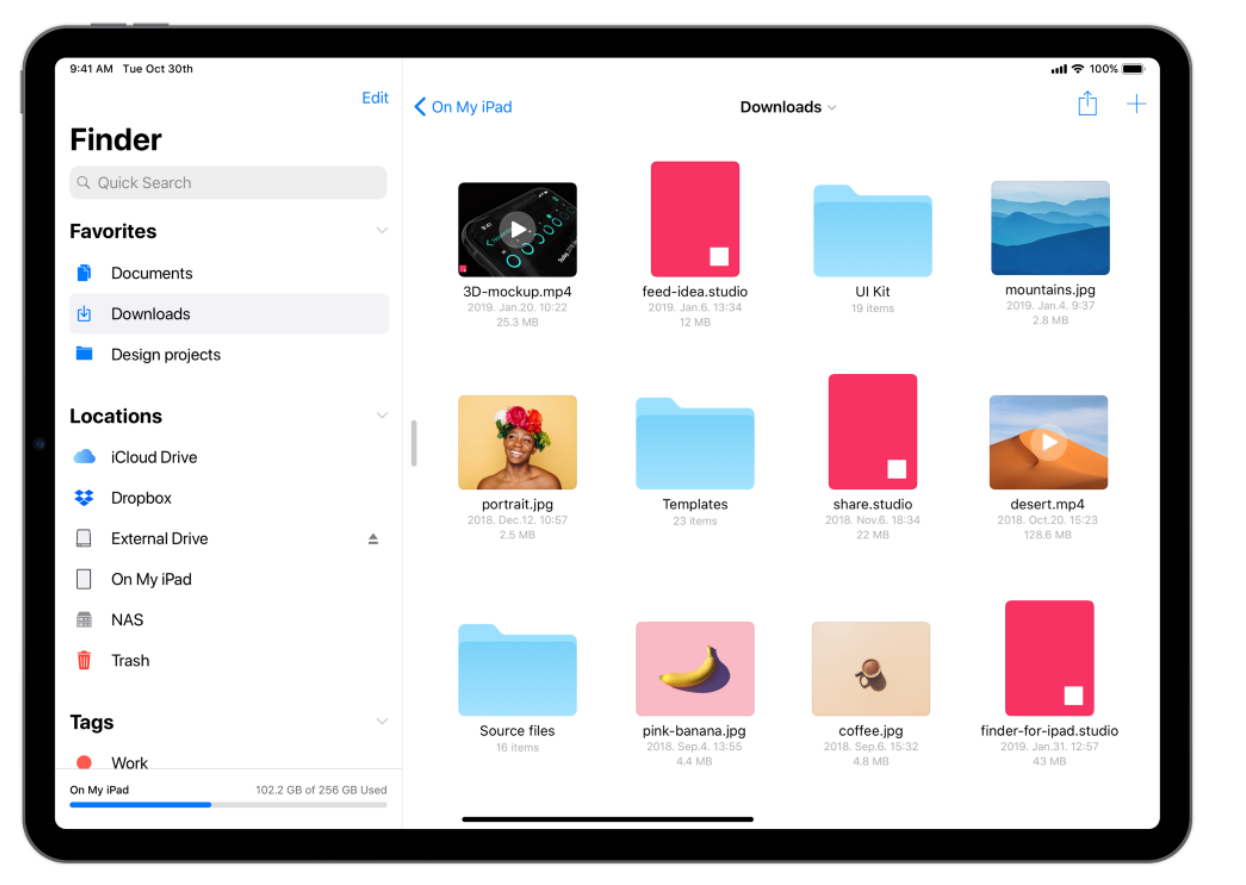 9:41 AM Tue Oct 30th
100%
Edit
Finder
Quick Search
Favorites
Documents
Downloads
Design projects
Locations
iCloud Drive
Dropbox
External Drive
On My iPad
NAS
Trash
Tags
Work
On My iPad
102.2 GB of 256 GB Used
On My iPad
Downloads
3D-mockup.mp4
2019. Jan.20. 10:22
25.3 MB
feed-idea.studio
2019. Jan.6. 13:34
12 MB
UI Kit
19 items
mountains.jpg
2019. Jan.4. 9:37
2.8 MB
portrait.jpg
2018. Dec.12. 10:57
2.5 MB
Templates
23 items
share.studio
2018. Nov.6. 18:34
22 MB
desert.mp4
2018. Oct.20. 15:23
128.6 MB
Source files
16 items
pink-banana.jpg
2018. Sep.4. 13:55
4.4 MB
coffee.jpg
2018. Sep.6. 15:32
4.8 MB
finder-for-ipad.studio
2019. Jan.31. 12:57
43 MB